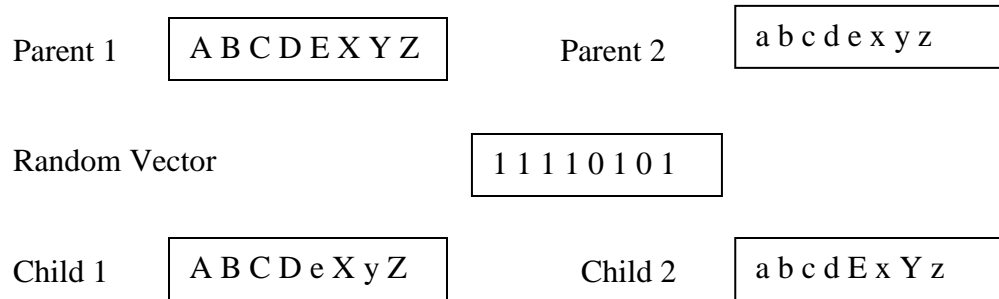 Parent 1 A B C D E X Y Z Parent 2 a b c d e x y z
Random Vector 1 1 1 1 0 1 0 1
Child 1 A B C D e X y Z Child 2 a b c d E x Y z